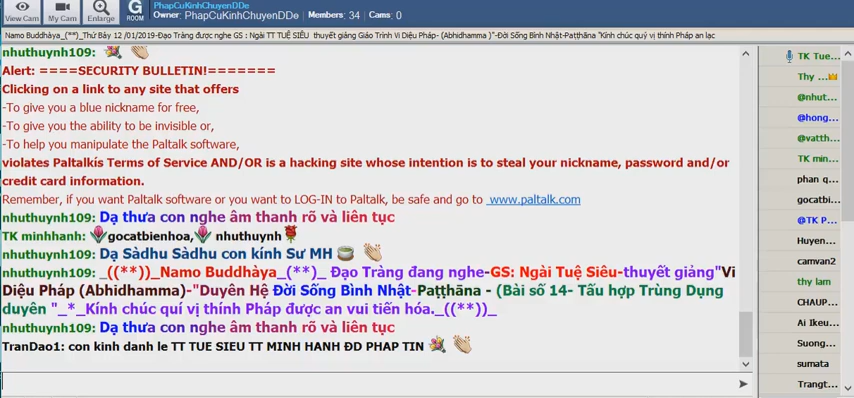 PhapCuKinhChuyenDDe
View Cam My Cam Enlarge G ROOM Owner: PhapCuKinhChuyenDDe Members: 34 Cams: 0
Namo Buddhàya_(**)_Thứ Bảy 12 /01/2019-Đạo Tràng được nghe GS : Ngài TT TUỆ SIÊU thuyết giảng Giáo Trình Vi Diệu Pháp- (Abhidhamma )"-Đời Sống Bình Nhật-Paṭṭhāna "Kính chúc quý vị thính Pháp an lạc
nhuthuynh109:
Alert: ====SECURITY BULLETIN!=======
Clicking on a link to any site that offers
-To give you a blue nickname for free,
-To give you the ability to be invisible or,
-To help you manipulate the Paltalk software,
violates Paltalkís Terms of Service AND/OR is a hacking site whose intention is to steal your nickname, password and/or
credit card information.
Remember, if you want Paltalk software or you want to LOG-IN to Paltalk, be safe and go to www.paltalk.com
nhuthuynh109: Dạ thưa con nghe âm thanh rõ và liên tục
TK minhhanh: gocatbienhoa, nhuthuynh
nhuthuynh109: Dạ Sàdhu Sàdhu con kính Sư MH
nhuthuynh109: _((**))_Namo Buddhàya_(**)_ Đạo Tràng đang nghe-GS: Ngài Tuệ Siêu-thuyết giảng"Vi
Diệu Pháp (Abhidhamma)-"Duyên Hệ Đời Sống Bình Nhật-Paṭṭhāna - (Bài số 14- Tấu hợp Trùng Dụng
duyên "_*_Kính chúc quí vị thính Pháp được an vui tiến hóa._((**))_
nhuthuynh109: Dạ thưa con nghe âm thanh rõ và liên tục
TranDao1: con kinh danh le TT TUE SIEU TT MINH HANH ĐD PHAP TIN
TK Tue...
Thy ...
@nhut...
@hong...
@vatth...
TK min...
phan q...
gocatbi...
@TK P...
Huyen...
camvan2
thy lam
CHAUP...
Ai Ikeu...
Suong...
sumata
Trangt...